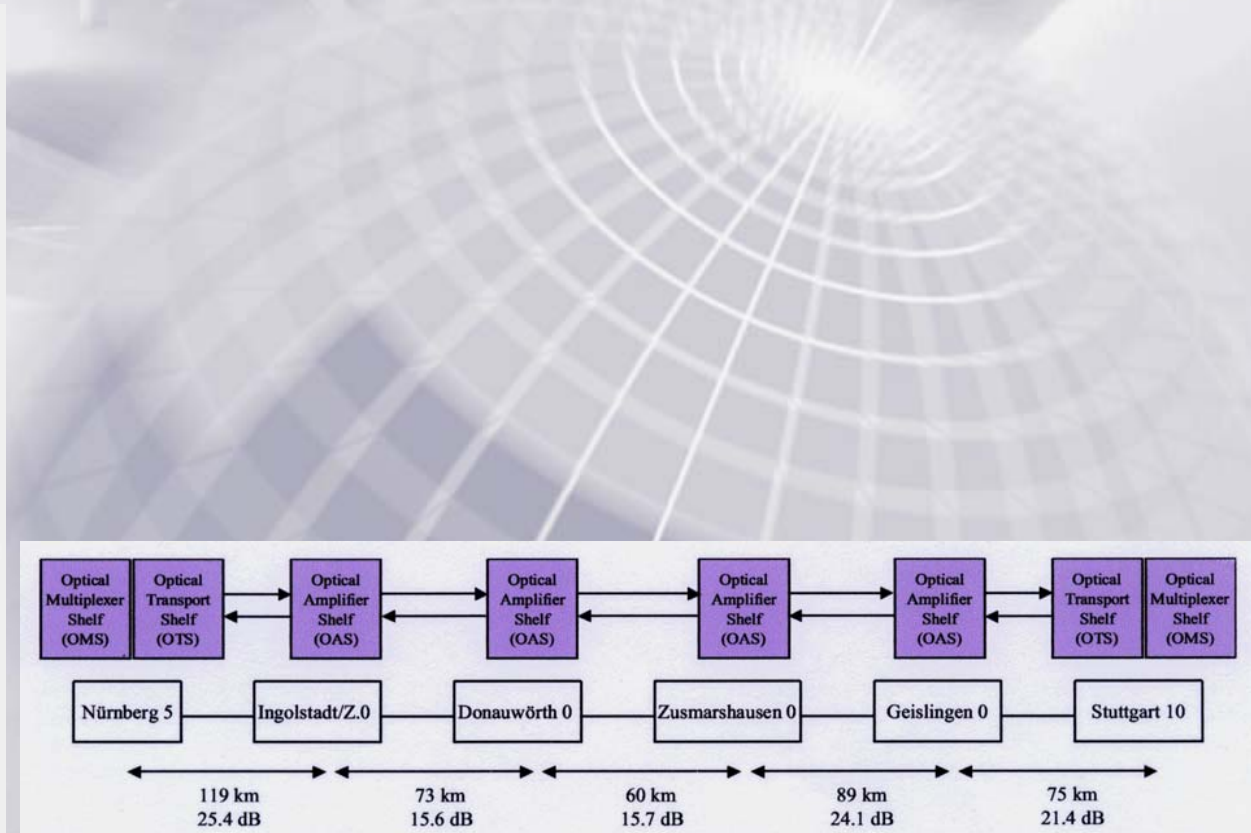 Optical
Multiplexer
Shelf
(OMS)
Optical
Transport
Shelf
(OTS)
Optical
Amplifier
Shelf
(OAS)
Optical
Amplifier
Shelf
(OAS)
Optical
Amplifier
Shelf
(OAS)
Optical
Amplifier
Shelf
(OAS)
Optical
Transport
Shelf
(OTS)
Optical
Multiplexer
Shelf
(OMS)
Nürnberg 5
Ingolstadt/Z.0
Donauwörth 0
Zusmarshausen 0
Geislingen 0
Stuttgart 10
119 km
25.4 dB
73 km
15.6 dB
60 km
15.7 dB
89 km
24.1 dB
75 km
21.4 dB